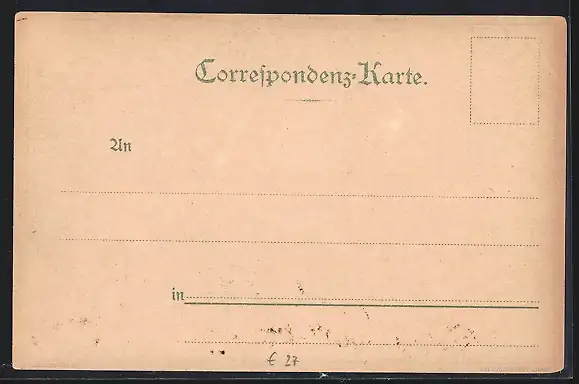 Correspondenz-Karte.
An
in
€ 27